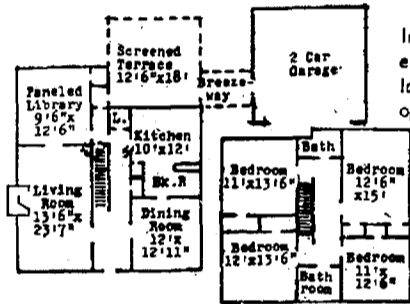 Screened
Terrace
12'6"x18'
2 Car
Garage
Breeze-
way
Paneled
Library
9'6"x
12'6"
L.
Kitchen
10'x12'
Bk.R
Living
Room
13'6"x
23'7"
Dining
Room
12'x
12'11"
Bath
Bedroom
11'x13'6"
Bedroom
12'6"
x15'
Bedroom
12'x13'6"
Bath
room
Bedroom
11'x
12'6"